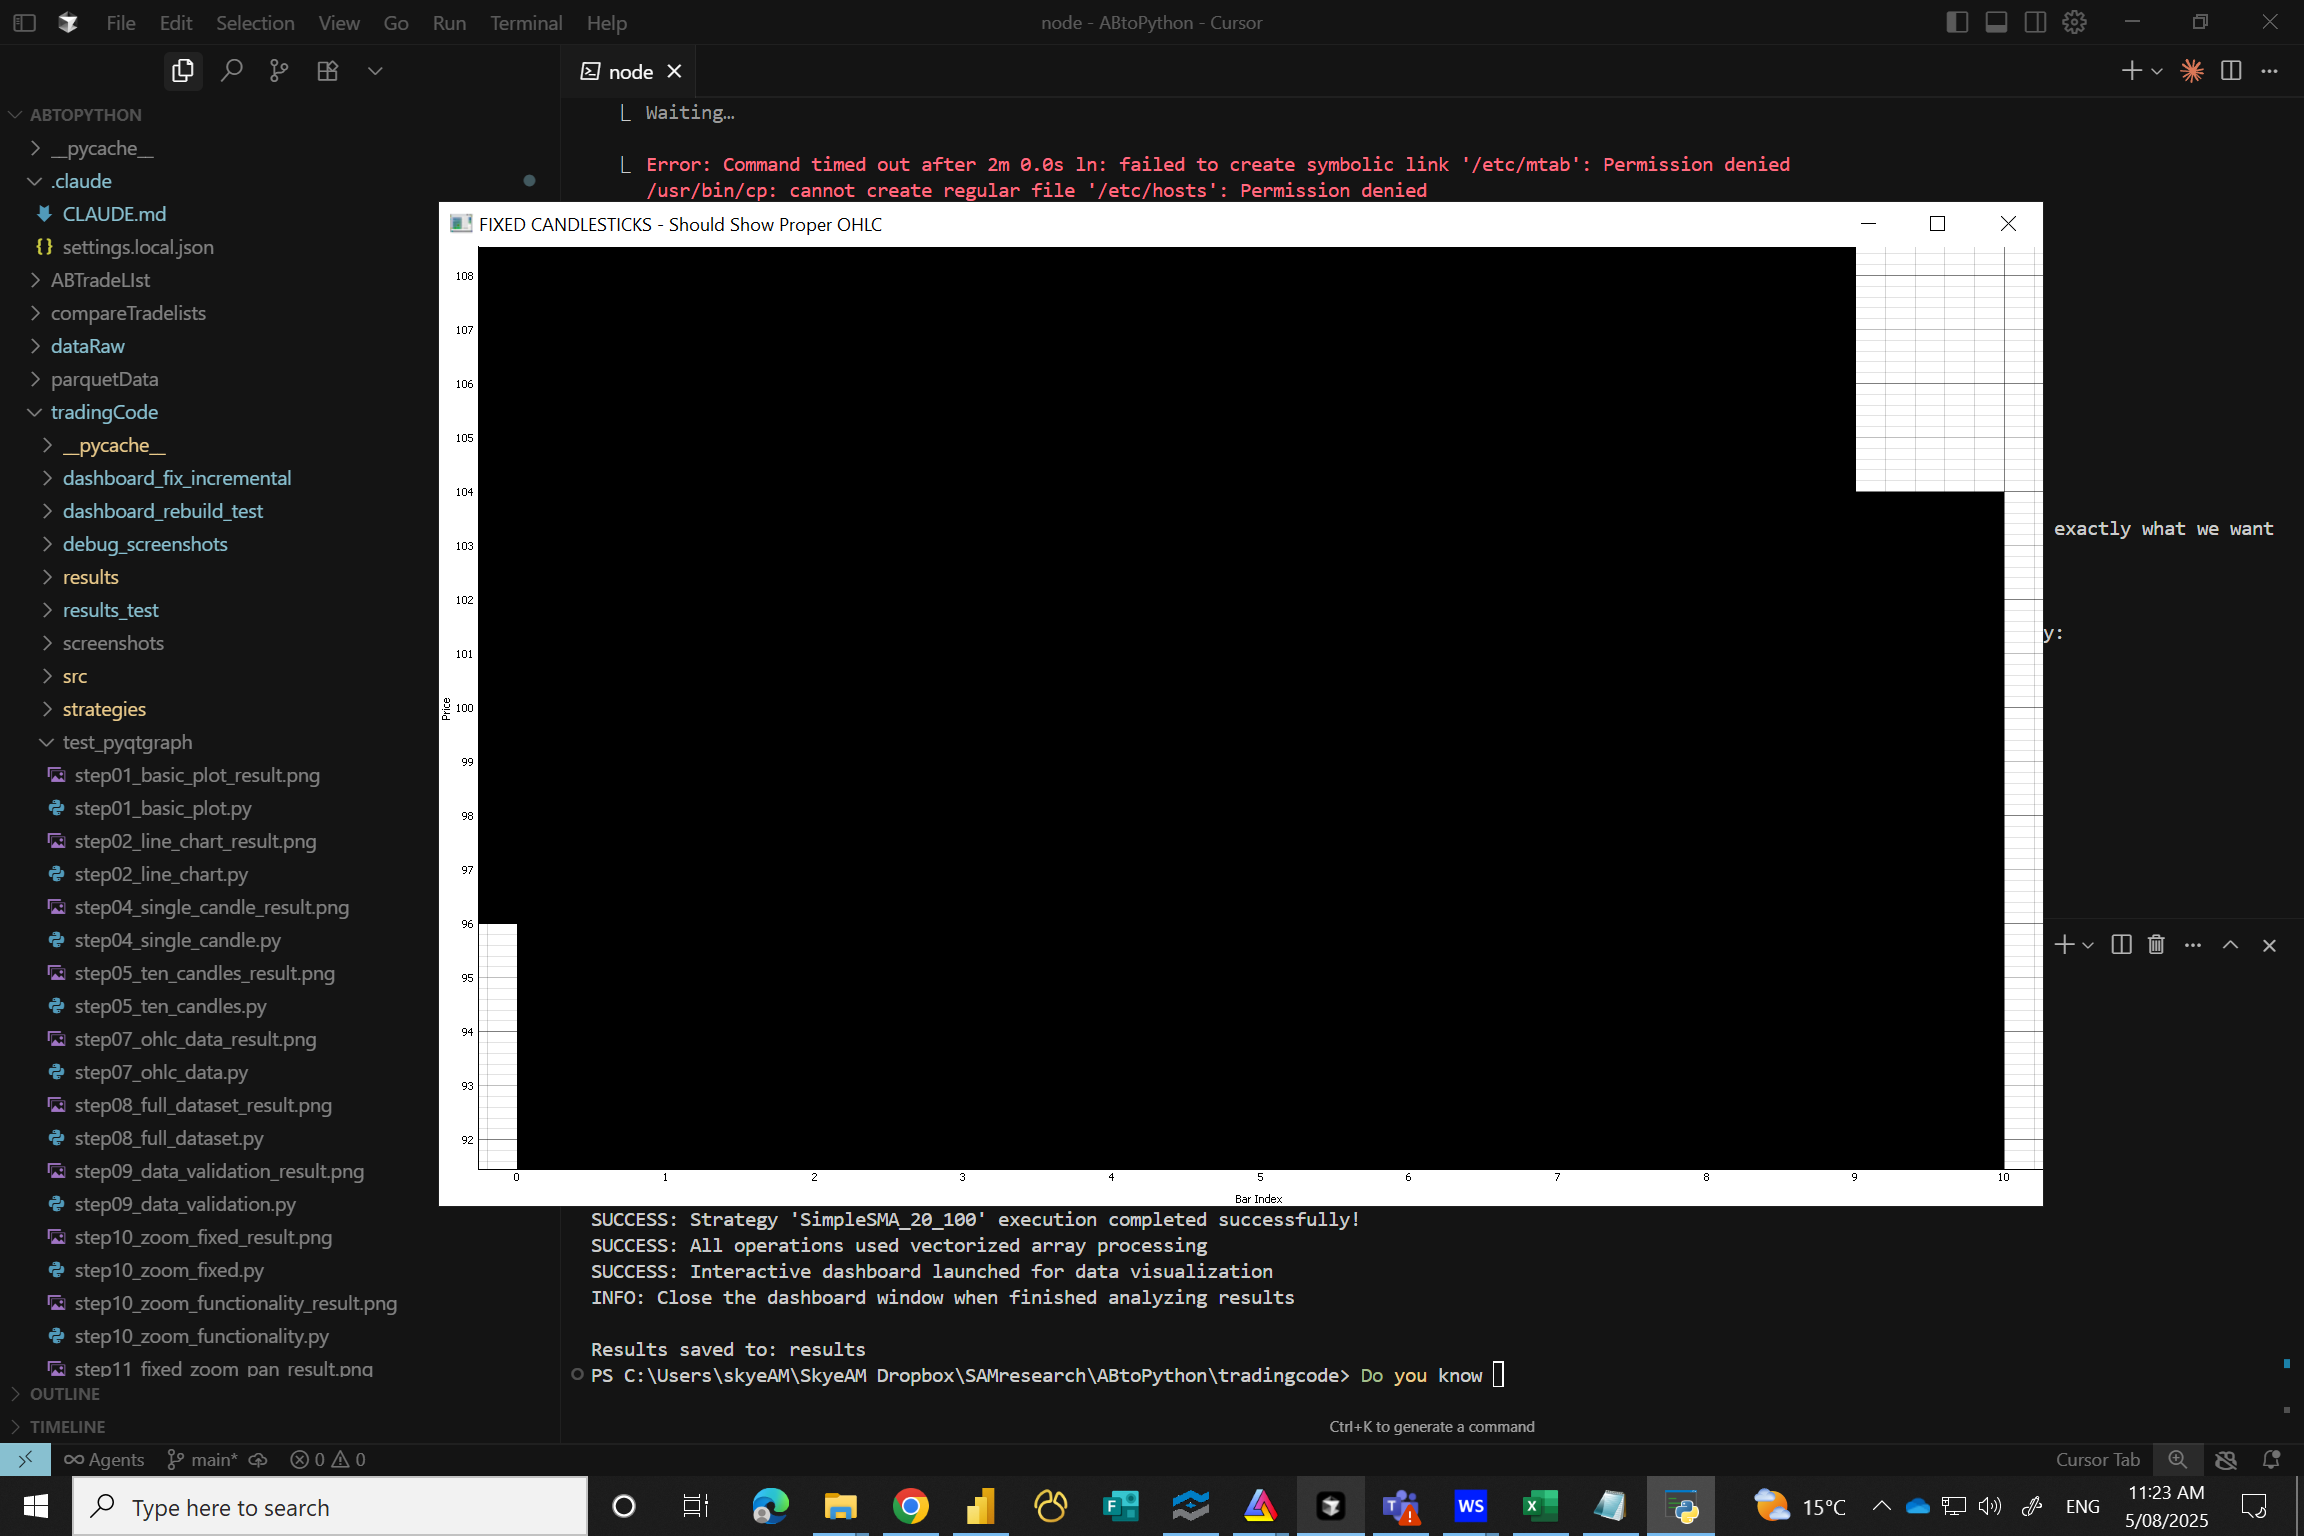 File Edit Selection View Go Run Terminal Help
node - ABtoPython - Cursor
node
ABTOPYTHON
__pycache__
.claude
CLAUDE.md
{} settings.local.json
ABTradeLIst
compareTradelists
dataRaw
parquetData
tradingCode
__pycache__
dashboard_fix_incremental
dashboard_rebuild_test
debug_screenshots
results
results_test
screenshots
src
strategies
test_pyqtgraph
step01_basic_plot_result.png
step01_basic_plot.py
step02_line_chart_result.png
step02_line_chart.py
step04_single_candle_result.png
step04_single_candle.py
step05_ten_candles_result.png
step05_ten_candles.py
step07_ohlc_data_result.png
step07_ohlc_data.py
step08_full_dataset_result.png
step08_full_dataset.py
step09_data_validation_result.png
step09_data_validation.py
step10_zoom_fixed_result.png
step10_zoom_fixed.py
step10_zoom_functionality_result.png
step10_zoom_functionality.py
step11_fixed_zoom_pan_result.png
OUTLINE
TIMELINE
Waiting…
Error: Command timed out after 2m 0.0s ln: failed to create symbolic link '/etc/mtab': Permission denied
/usr/bin/cp: cannot create regular file '/etc/hosts': Permission denied
FIXED CANDLESTICKS - Should Show Proper OHLC
108
107
106
105
104
103
102
101
100
99
98
97
96
95
94
93
92
Price
0 1 2 3 4 5 6 7 8 9 10
Bar Index
exactly what we want
y:
SUCCESS: Strategy 'SimpleSMA_20_100' execution completed successfully!
SUCCESS: All operations used vectorized array processing
SUCCESS: Interactive dashboard launched for data visualization
INFO: Close the dashboard window when finished analyzing results
Results saved to: results
PS C:\Users\skyeAM\SkyeAM Dropbox\SAMresearch\ABtoPython\tradingcode> Do you know
Ctrl+K to generate a command
Agents main* 0 0
Cursor Tab
Type here to search
WS
15°C
ENG
11:23 AM
5/08/2025